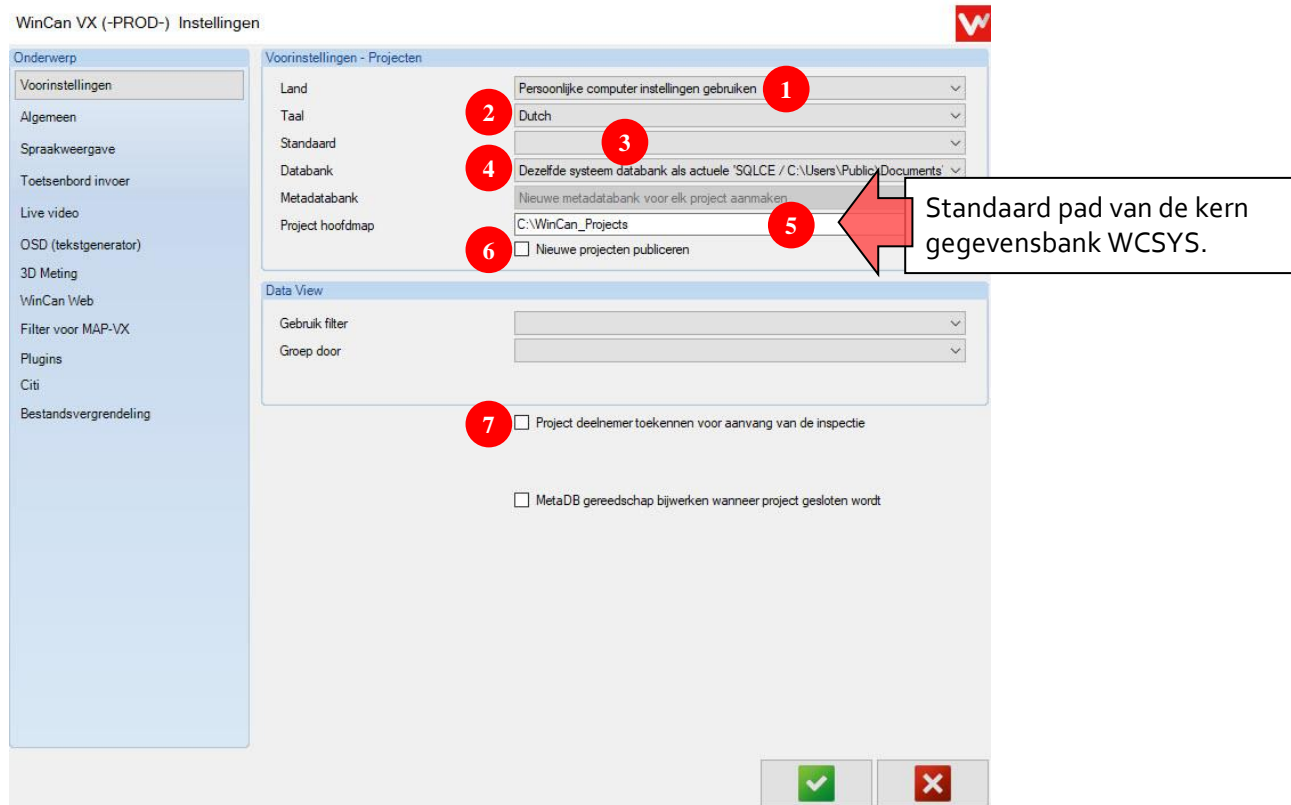 WinCan VX (-PROD-) Instellingen
Onderwerp
Voorinstellingen
Algemeen
Spraakweergave
Toetsenbord invoer
Live video
OSD (tekstgenerator)
3D Meting
WinCan Web
Filter voor MAP-VX
Plugins
Citi
Bestandsvergrendeling
Voorinstellingen - Projecten
Land
Persoonlijke computer instellingen gebruiken
1
Taal
2
Dutch
Standaard
3
Databank
4
Dezelfde systeem databank als actuele 'SQLCE / C:\Users\Public\Documents'
Metadatabank
Nieuwe metadatabank voor elk project aanmaken
Project hoofdmap
C:\WinCan_Projects
5
6
Nieuwe projecten publiceren
Standaard pad van de kern
gegevensbank WCSYS.
Data View
Gebruik filter
Groep door
7
Project deelnemer toekennen voor aanvang van de inspectie
MetaDB gereedschap bijwerken wanneer project gesloten wordt